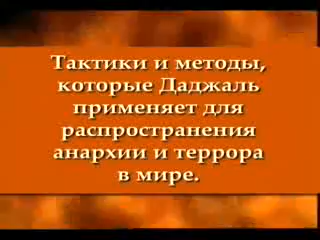 Тактики и методы,
которые Даджаль
применяет для
распространения
анархии и террора
в мире.